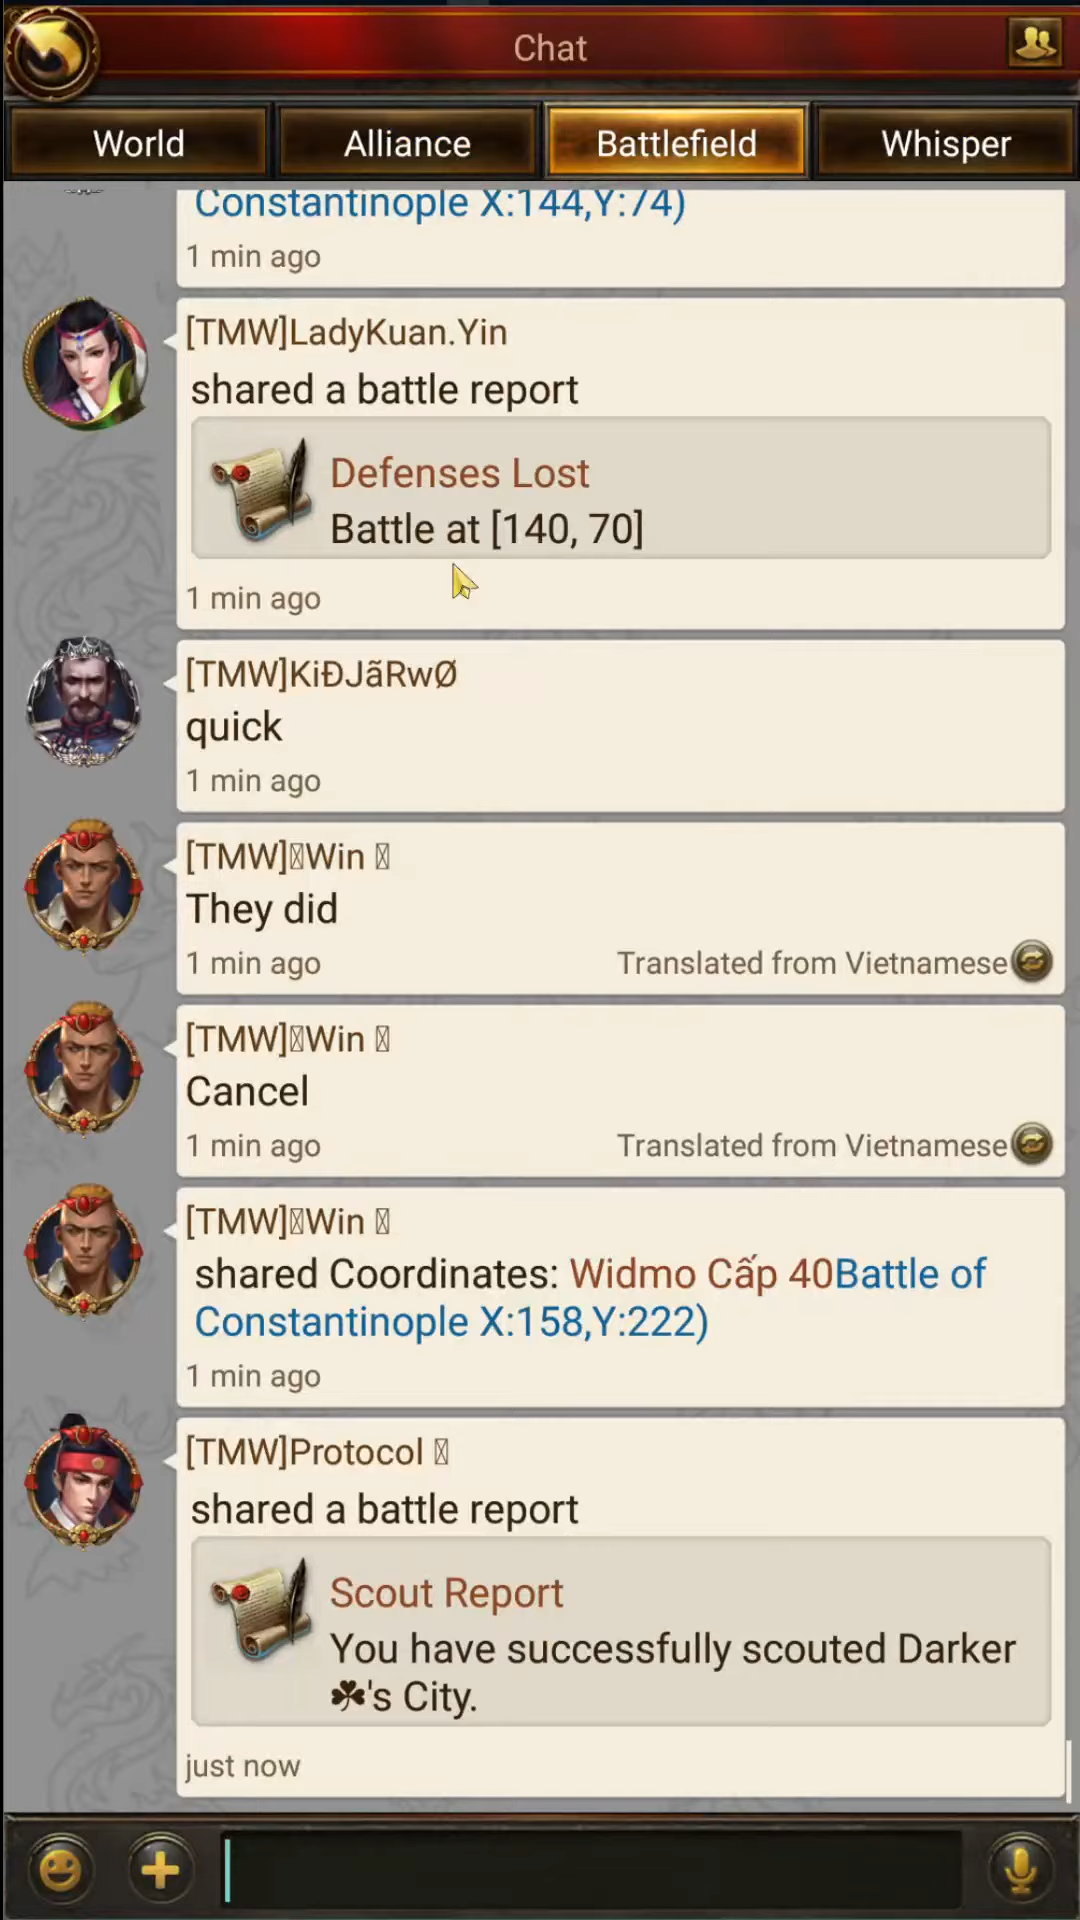 Chat
World Alliance Battlefield Whisper
Constantinople X:144,Y:74)
1 min ago
[TMW]LadyKuan.Yin
shared a battle report
Defenses Lost
Battle at [140, 70]
1 min ago
[TMW]KiĐJãRwØ
quick
1 min ago
[TMW]Win
They did
1 min ago Translated from Vietnamese
[TMW]Win
Cancel
1 min ago Translated from Vietnamese
[TMW]Win
shared Coordinates: Widmo Cấp 40Battle of
Constantinople X:158,Y:222)
1 min ago
[TMW]Protocol
shared a battle report
Scout Report
You have successfully scouted Darker
☘'s City.
just now